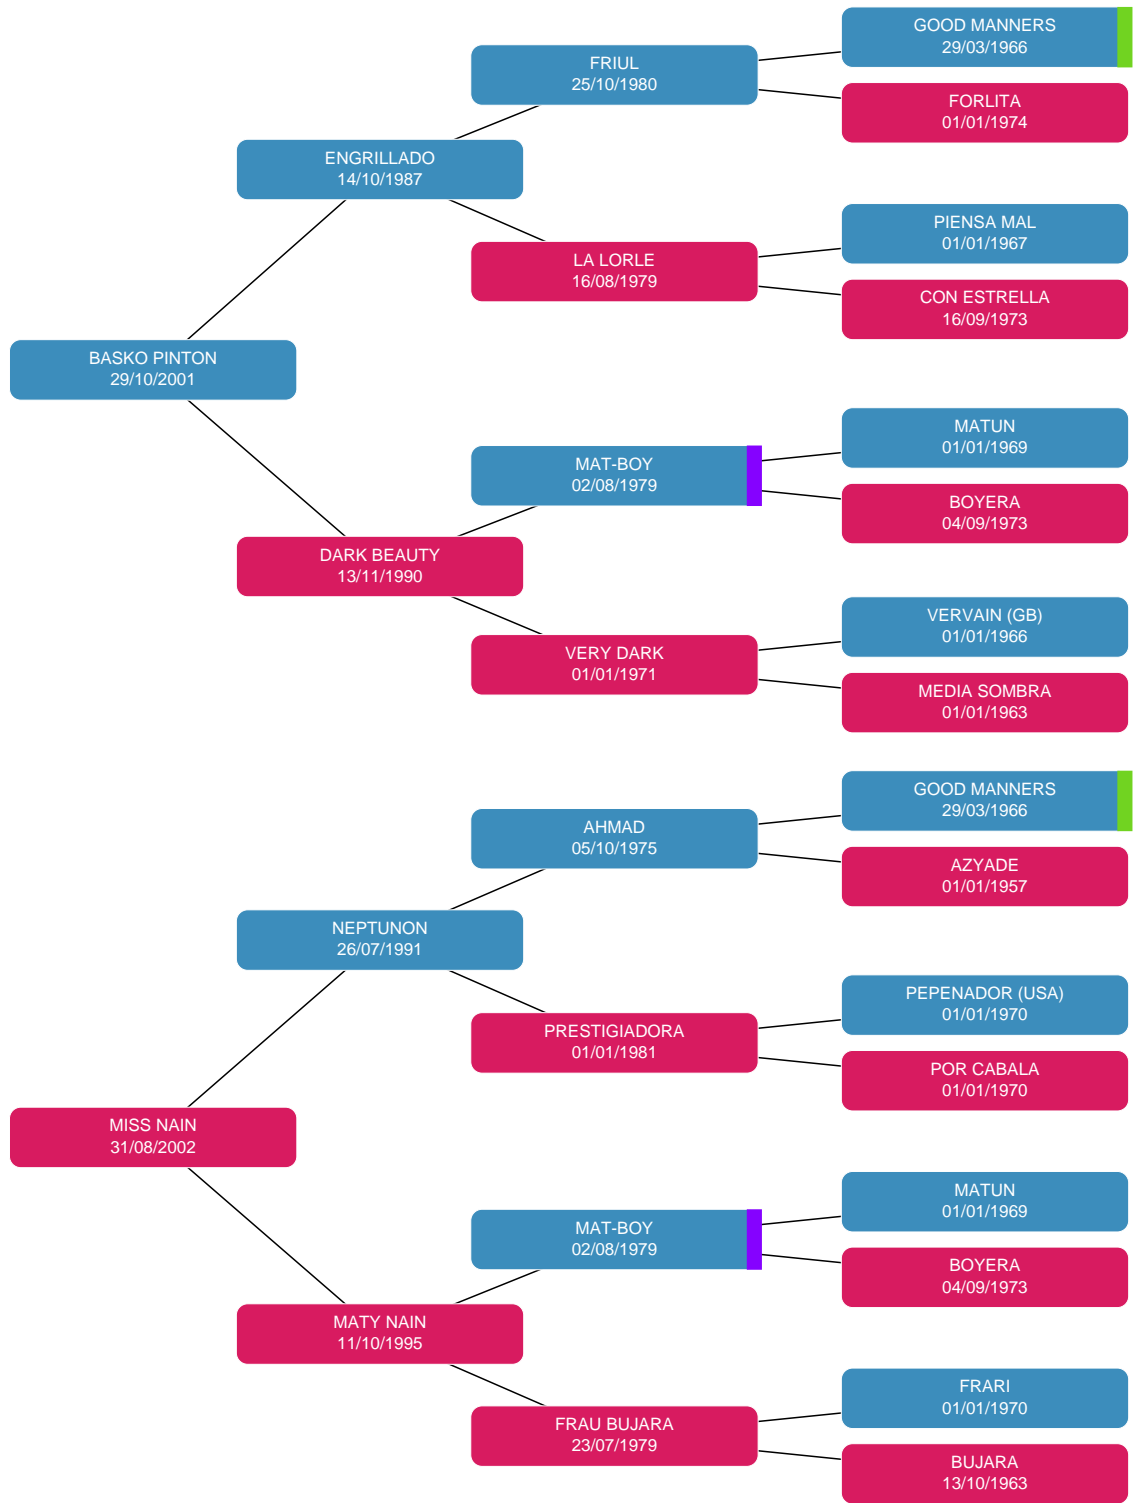 GOOD MANNERS
29/03/1966
FRIUL
25/10/1980
FORLITA
01/01/1974
ENGRILLADO
14/10/1987
PIENSA MAL
01/01/1967
LA LORLE
16/08/1979
CON ESTRELLA
16/09/1973
BASKO PINTON
29/10/2001
MATUN
01/01/1969
MAT-BOY
02/08/1979
BOYERA
04/09/1973
DARK BEAUTY
13/11/1990
VERVAIN (GB)
01/01/1966
VERY DARK
01/01/1971
MEDIA SOMBRA
01/01/1963
GOOD MANNERS
29/03/1966
AHMAD
05/10/1975
AZYADE
01/01/1957
NEPTUNON
26/07/1991
PEPENADOR (USA)
01/01/1970
PRESTIGIADORA
01/01/1981
POR CABALA
01/01/1970
MISS NAIN
31/08/2002
MATUN
01/01/1969
MAT-BOY
02/08/1979
BOYERA
04/09/1973
MATY NAIN
11/10/1995
FRARI
01/01/1970
FRAU BUJARA
23/07/1979
BUJARA
13/10/1963